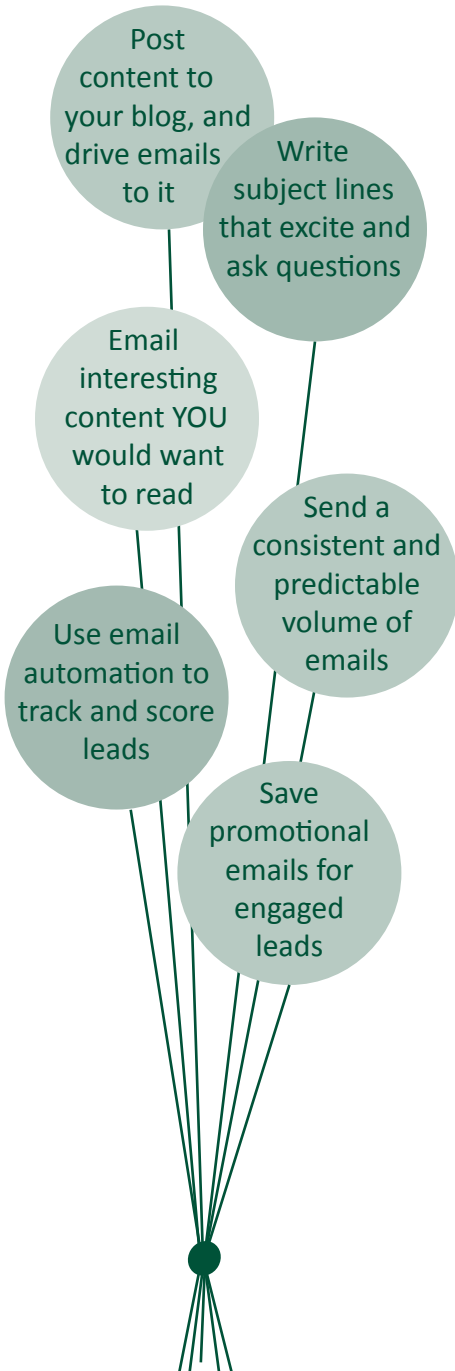 Post
content to
your blog, and
drive emails
to it
Write
subject lines
that excite and
ask questions
Email
interesting
content YOU
would want
to read
Send a
consistent and
predictable
volume of
emails
Use email
automation to
track and score
leads
Save
promotional
emails for
engaged
leads